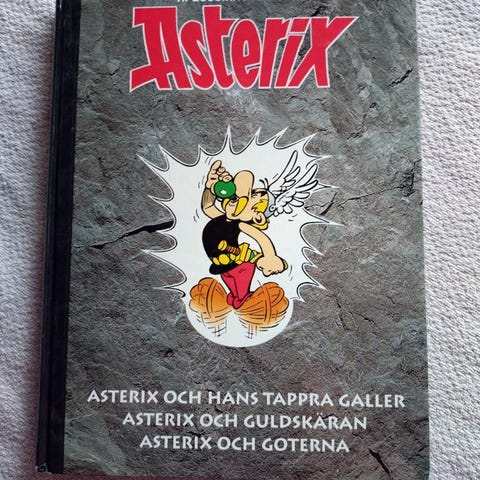 Asterix
ASTERIX OCH HANS TAPPRA GALLER
ASTERIX OCH GULDSKÄRAN
ASTERIX OCH GOTERNA